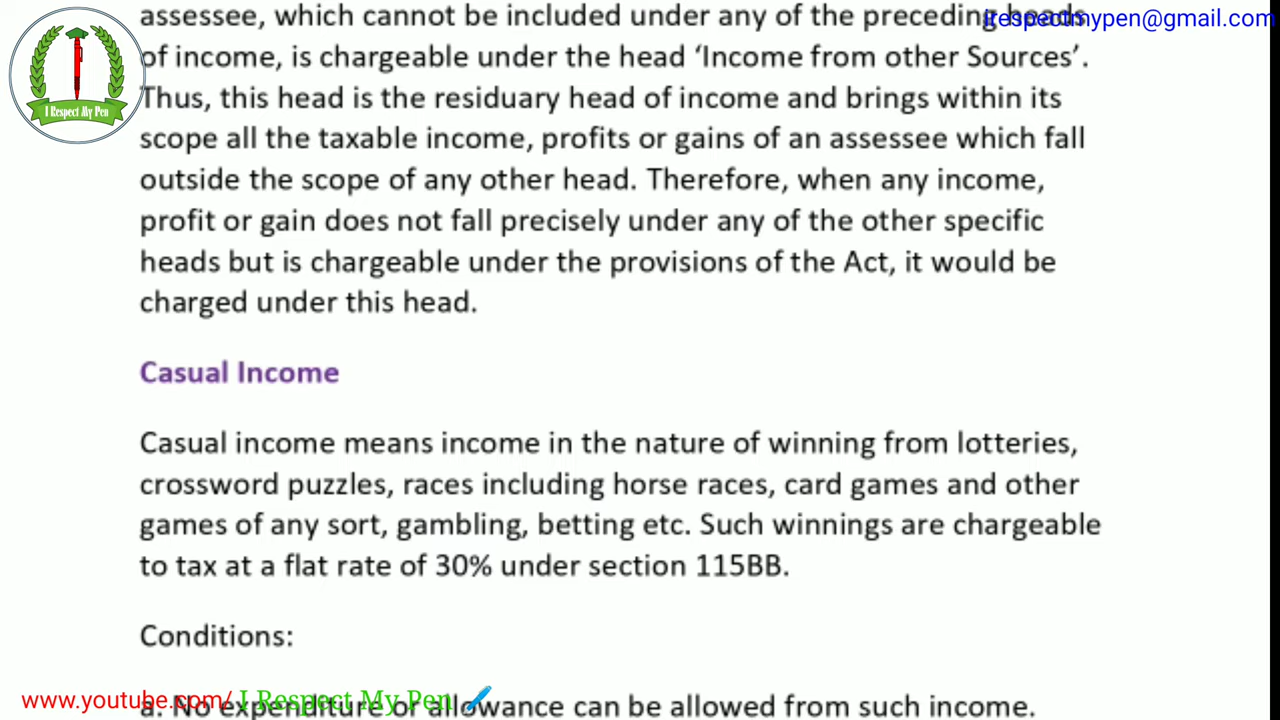 assessee, which cannot be included under any of the preceding heads
irespectmypen@gmail.com
of income, is chargeable under the head ‘Income from other Sources’.
Thus, this head is the residuary head of income and brings within its
I Respect My Pen
scope all the taxable income, profits or gains of an assessee which fall
outside the scope of any other head. Therefore, when any income,
profit or gain does not fall precisely under any of the other specific
heads but is chargeable under the provisions of the Act, it would be
charged under this head.
Casual Income
Casual income means income in the nature of winning from lotteries,
crossword puzzles, races including horse races, card games and other
games of any sort, gambling, betting etc. Such winnings are chargeable
to tax at a flat rate of 30% under section 115BB.
Conditions:
a. No expenditure or allowance can be allowed from such income.
www.youtube.com/ I Respect My Pen